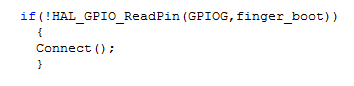 if(!HAL_GPIO_ReadPin(GPIOG,finger_boot))
{
Connect();
}